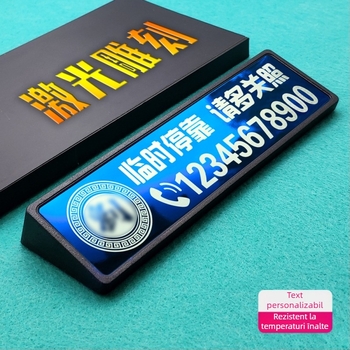 激光雕刻
临时停靠 请多关照
12345678900
Text
personalizabil
Rezistent la
temperaturi înalte